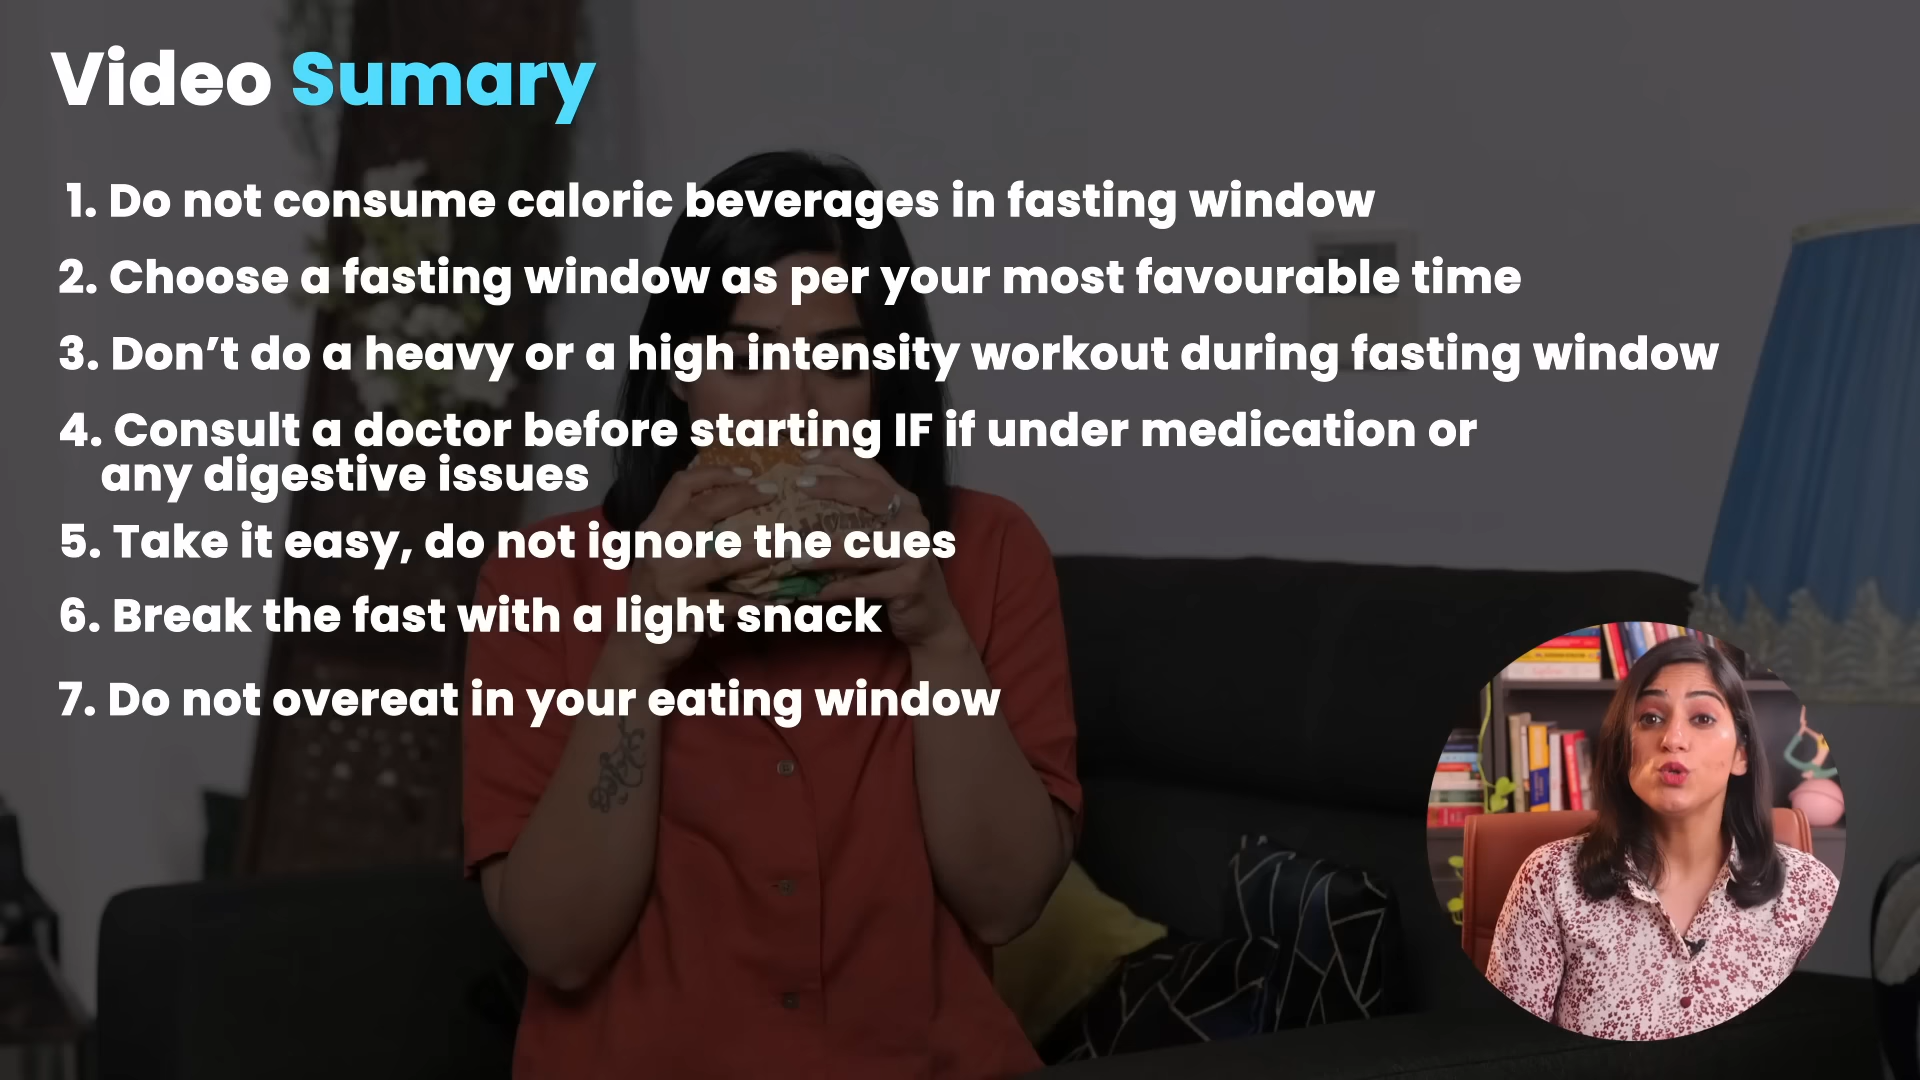 Video Sumary
1. Do not consume caloric beverages in fasting window
2. Choose a fasting window as per your most favourable time
3. Don’t do a heavy or a high intensity workout during fasting window
4. Consult a doctor before starting IF if under medication or
any digestive issues
5. Take it easy, do not ignore the cues
6. Break the fast with a light snack
7. Do not overeat in your eating window